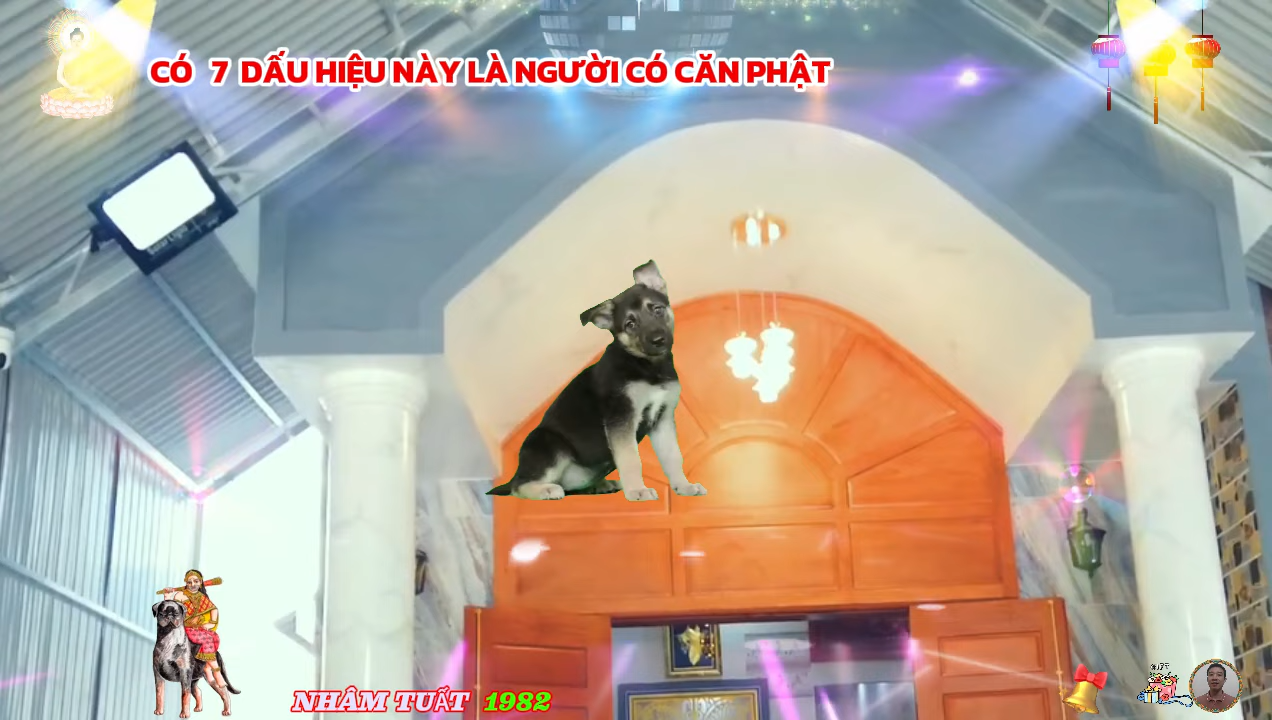 CÓ 7 DẤU HIỆU NÀY LÀ NGƯỜI CÓ CĂN PHẬT
NHÂM TUẤT 1982